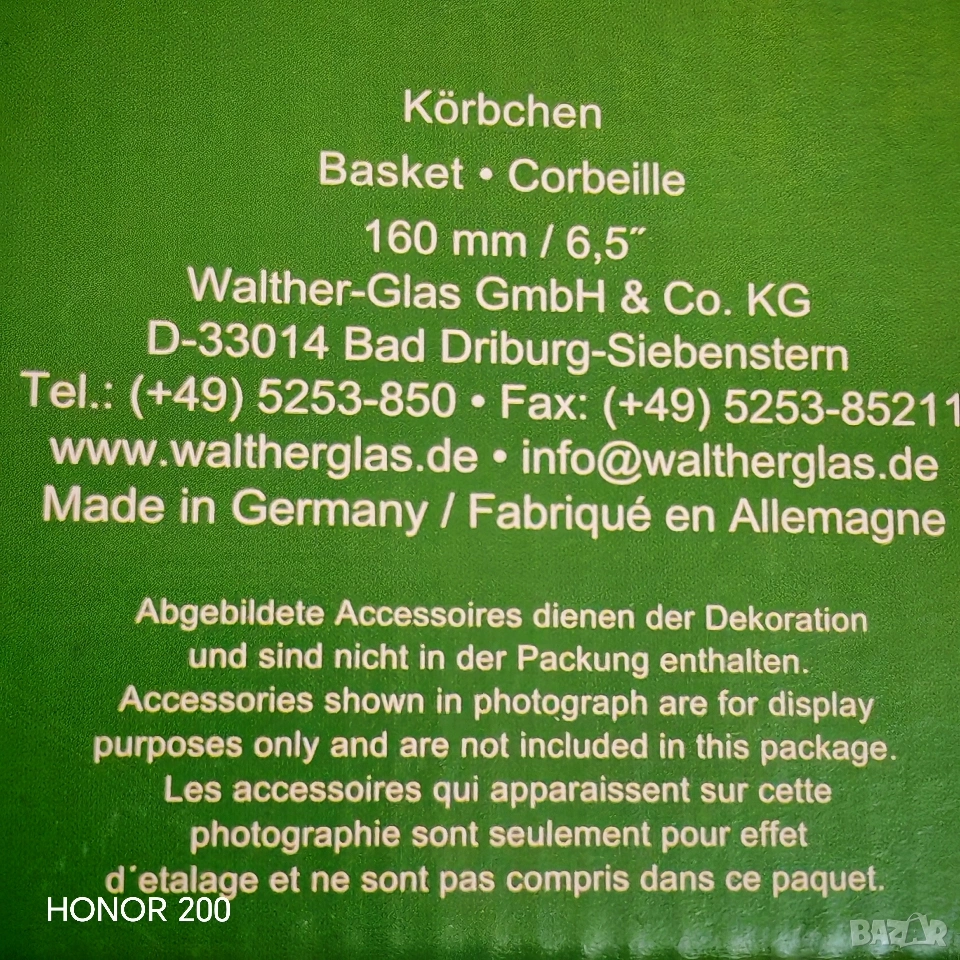 Körbchen
Basket • Corbeille
160 mm / 6,5˝
Walther-Glas GmbH & Co. KG
D-33014 Bad Driburg-Siebenstern
Tel.: (+49) 5253-850 • Fax: (+49) 5253-85211
www.waltherglas.de • info@waltherglas.de
Made in Germany / Fabriqué en Allemagne
Abgebildete Accessoires dienen der Dekoration
und sind nicht in der Packung enthalten.
Accessories shown in photograph are for display
purposes only and are not included in this package.
Les accessoires qui apparaissent sur cette
photographie sont seulement pour effet
d´etalage et ne sont pas compris dans ce paquet.
HONOR 200
BAZAR